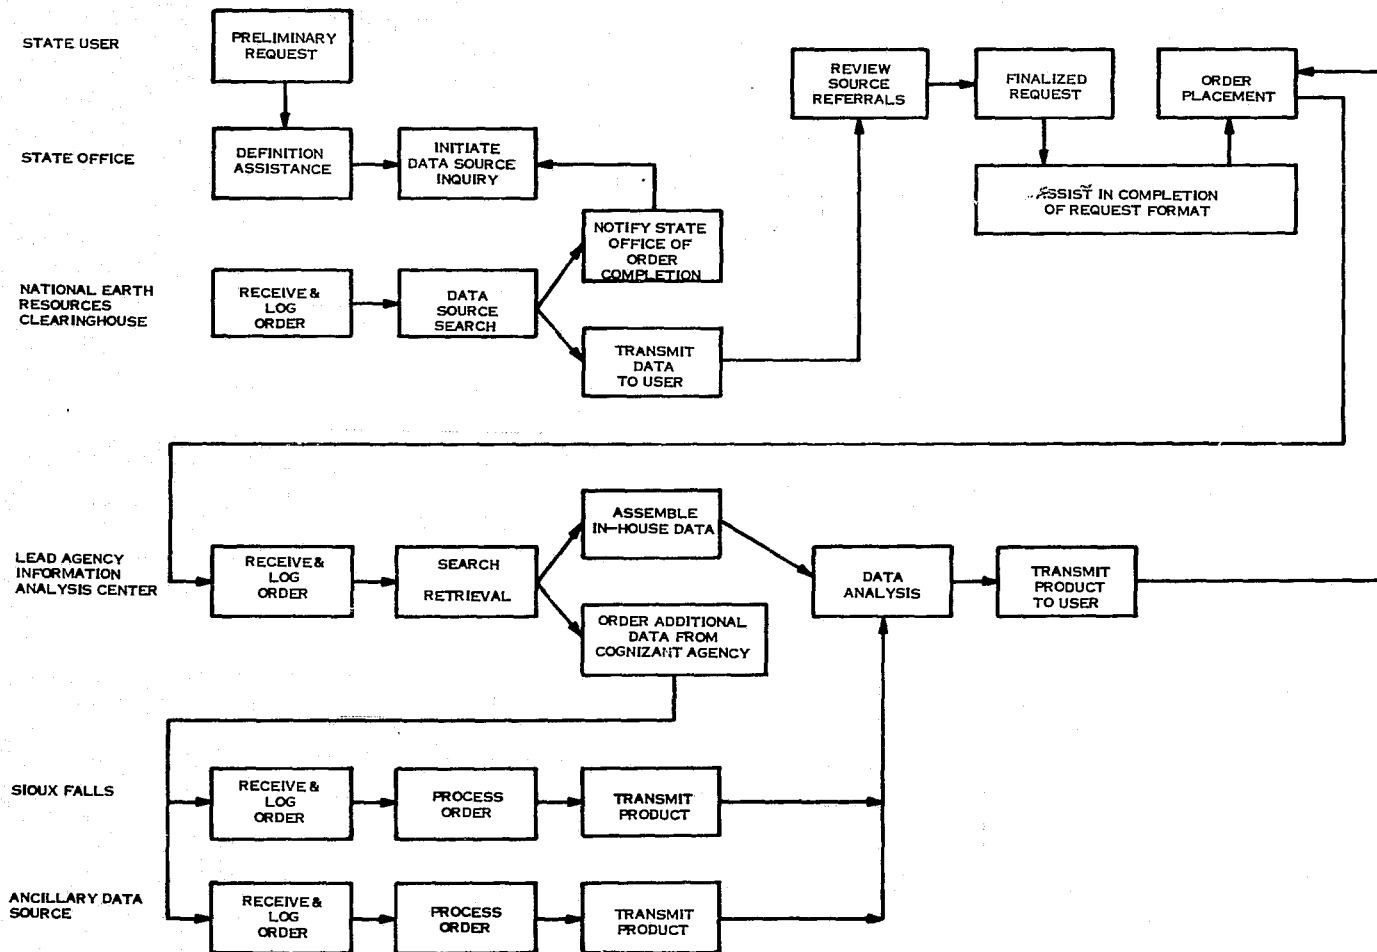 STATE USER
PRELIMINARY
REQUEST
REVIEW
SOURCE
REFERRALS
FINALIZED
REQUEST
ORDER
PLACEMENT
STATE OFFICE
DEFINITION
ASSISTANCE
INITIATE
DATA SOURCE
INQUIRY
ASSIST IN COMPLETION
OF REQUEST FORMAT
NATIONAL EARTH
RESOURCES
CLEARINGHOUSE
RECEIVE &
LOG
ORDER
DATA
SOURCE
SEARCH
NOTIFY STATE
OFFICE OF
ORDER
COMPLETION
TRANSMIT
DATA
TO USER
LEAD AGENCY
INFORMATION
ANALYSIS CENTER
RECEIVE &
LOG
ORDER
SEARCH
RETRIEVAL
ASSEMBLE
IN-HOUSE DATA
ORDER ADDITIONAL
DATA FROM
COGNIZANT AGENCY
DATA
ANALYSIS
TRANSMIT
PRODUCT
TO USER
SIOUX FALLS
RECEIVE &
LOG
ORDER
PROCESS
ORDER
TRANSMIT
PRODUCT
ANCILLARY DATA
SOURCE
RECEIVE &
LOG
ORDER
PROCESS
ORDER
TRANSMIT
PRODUCT